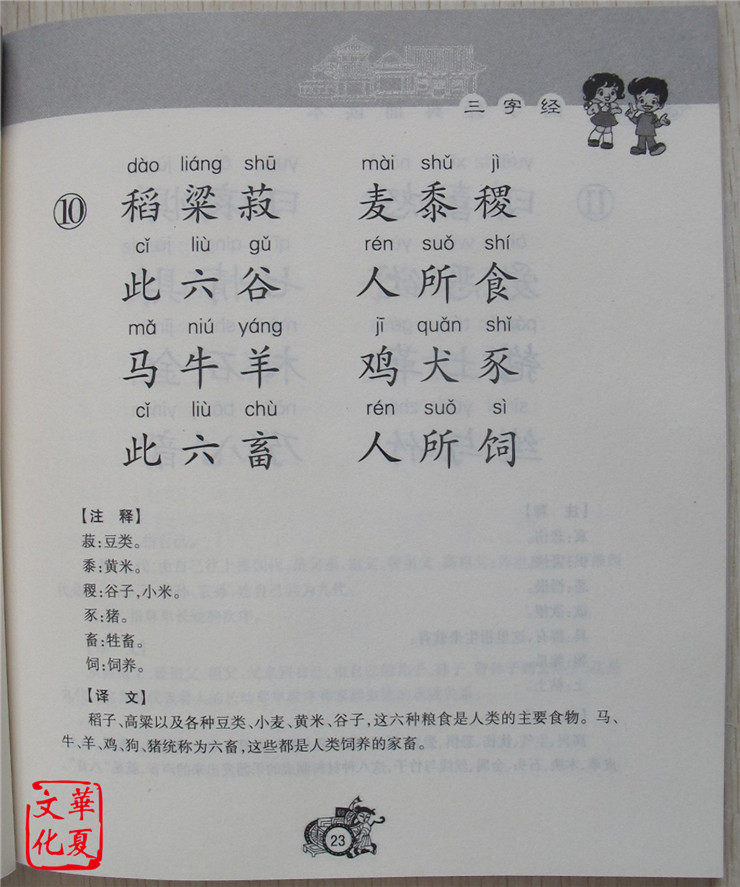 三字经
dào liáng shū mài shǔ jì
⑩ 稻粱菽 麦黍稷
cǐ liù gǔ rén suǒ shí
此六谷 人所食
mǎ niú yáng jī quǎn shǐ
马牛羊 鸡犬豕
cǐ liù chù rén suǒ sì
此六畜 人所饲
【注 释】
菽:豆类。
黍:黄米。
稷:谷子,小米。
豕:猪。
畜:牲畜。
饲:饲养。
【译 文】
稻子、高粱以及各种豆类、小麦、黄米、谷子,这六种粮食是人类的主要食物。马、
牛、羊、鸡、狗、猪统称为六畜,这些都是人类饲养的家畜。
23
華夏
文化